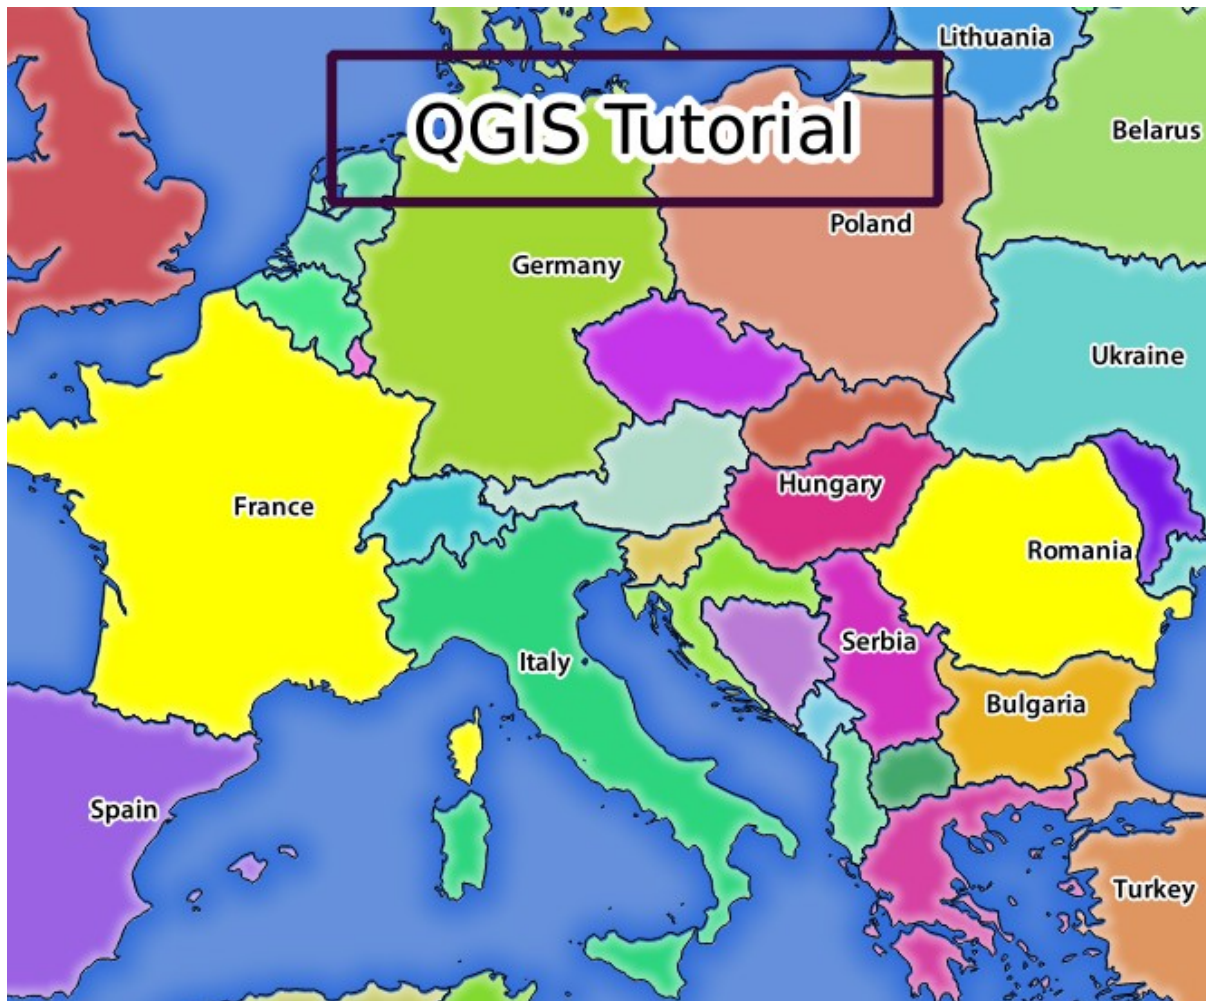 Lithuania
QGIS Tutorial
Belarus
Poland
Germany
Ukraine
Hungary
France
Romania
Serbia
Italy
Bulgaria
Spain
Turkey